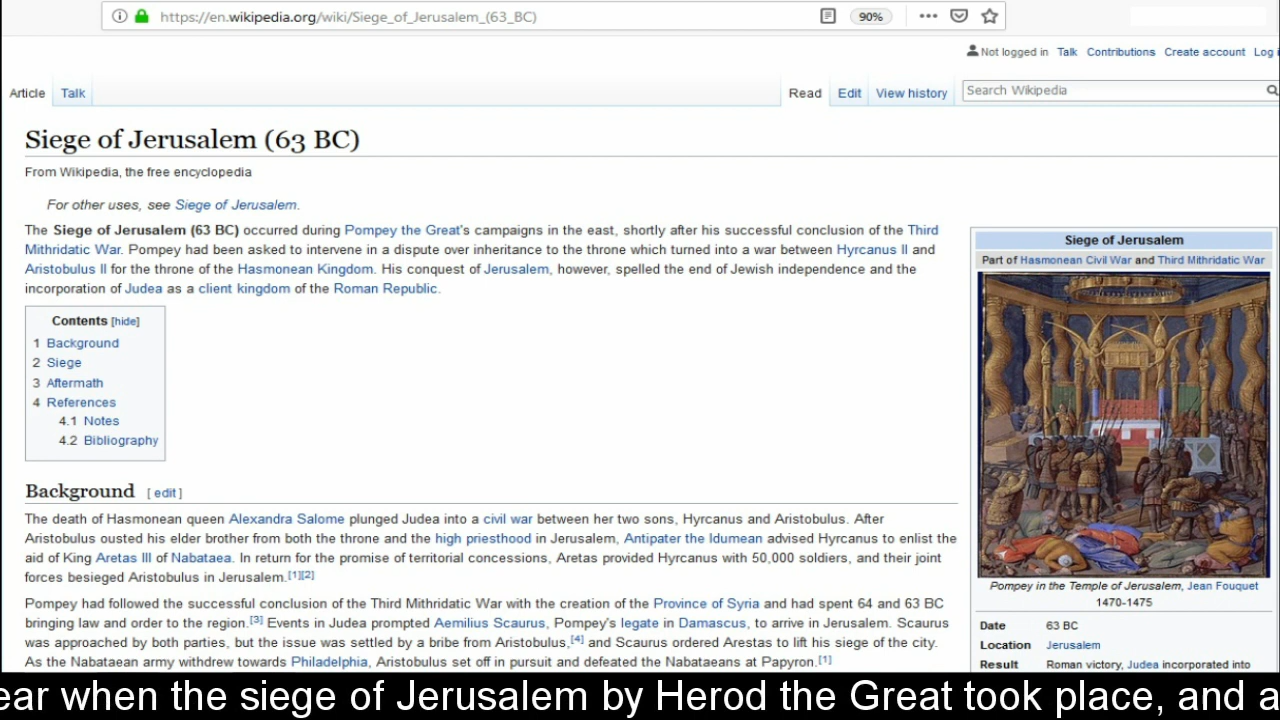 https://en.wikipedia.org/wiki/Siege_of_Jerusalem_(63_BC)
90%
Not logged in Talk Contributions Create account Log i
Article Talk
Read Edit View history
Search Wikipedia
Siege of Jerusalem (63 BC)
From Wikipedia, the free encyclopedia
For other uses, see Siege of Jerusalem.
The Siege of Jerusalem (63 BC) occurred during Pompey the Great's campaigns in the east, shortly after his successful conclusion of the Third
Mithridatic War. Pompey had been asked to intervene in a dispute over inheritance to the throne which turned into a war between Hyrcanus II and
Aristobulus II for the throne of the Hasmonean Kingdom. His conquest of Jerusalem, however, spelled the end of Jewish independence and the
incorporation of Judea as a client kingdom of the Roman Republic.
Contents [hide]
1 Background
2 Siege
3 Aftermath
4 References
4.1 Notes
4.2 Bibliography
Background [ edit ]
The death of Hasmonean queen Alexandra Salome plunged Judea into a civil war between her two sons, Hyrcanus and Aristobulus. After
Aristobulus ousted his elder brother from both the throne and the high priesthood in Jerusalem, Antipater the Idumean advised Hyrcanus to enlist the
aid of King Aretas III of Nabataea. In return for the promise of territorial concessions, Aretas provided Hyrcanus with 50,000 soldiers, and their joint
forces besieged Aristobulus in Jerusalem.[1][2]
Pompey had followed the successful conclusion of the Third Mithridatic War with the creation of the Province of Syria and had spent 64 and 63 BC
bringing law and order to the region.[3] Events in Judea prompted Aemilius Scaurus, Pompey's legate in Damascus, to arrive in Jerusalem. Scaurus
was approached by both parties, but the issue was settled by a bribe from Aristobulus,[4] and Scaurus ordered Arestas to lift his siege of the city.
As the Nabataean army withdrew towards Philadelphia, Aristobulus set off in pursuit and defeated the Nabataeans at Papyron.[1]
Siege of Jerusalem
Part of Hasmonean Civil War and Third Mithridatic War
Pompey in the Temple of Jerusalem, Jean Fouquet
1470-1475
Date 63 BC
Location Jerusalem
Result Roman victory, Judea incorporated into
ear when the siege of Jerusalem by Herod the Great took place, and a